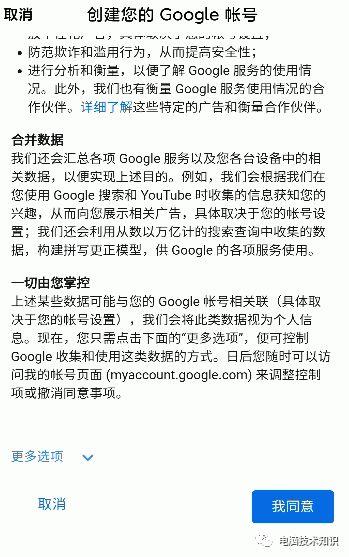 取消 创建您的 Google 帐号
放个性化广告，具体取决于您的帐号设置；
• 防范欺诈和滥用行为，从而提高安全性；
• 进行分析和衡量，以便了解 Google 服务的使用情
况。此外，我们也有衡量 Google 服务使用情况的合
作伙伴。详细了解这些特定的广告和衡量合作伙伴。
合并数据
我们还会汇总各项 Google 服务以及您各台设备中的相
关数据，以便实现上述目的。例如，我们会根据我们在
您使用 Google 搜索和 YouTube 时收集的信息获知您的
兴趣，从而向您展示相关广告，具体取决于您的帐号设
置；我们还会利用从数以万亿计的搜索查询中收集的数
据，构建拼写更正模型，供 Google 的各项服务使用。
一切由您掌控
上述某些数据可能与您的 Google 帐号相关联（具体取
决于您的帐号设置），我们会将此类数据视为个人信
息。现在，您只需点击下面的“更多选项”，便可控制
Google 收集和使用这类数据的方式。日后您随时可以访
问我的帐号页面 (myaccount.google.com) 来调整控制
项或撤消同意事项。
更多选项
取消 我同意
电脑技术知识